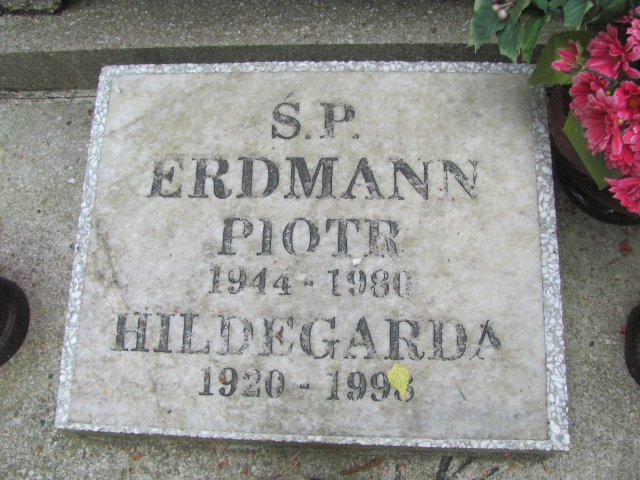 Ś.P.
ERDMANN
PIOTR
1944 - 1980
HILDEGARDA
1920 -